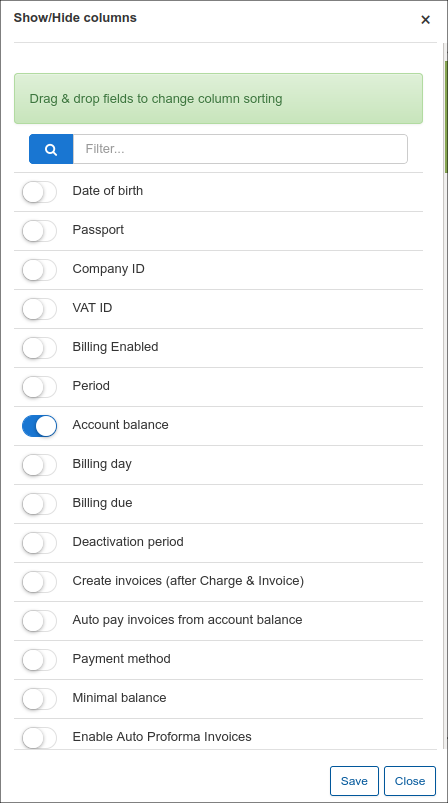 Show/Hide columns
×
Drag & drop fields to change column sorting
Filter...
Date of birth
Passport
Company ID
VAT ID
Billing Enabled
Period
Account balance
Billing day
Billing due
Deactivation period
Create invoices (after Charge & Invoice)
Auto pay invoices from account balance
Payment method
Minimal balance
Enable Auto Proforma Invoices
Save Close